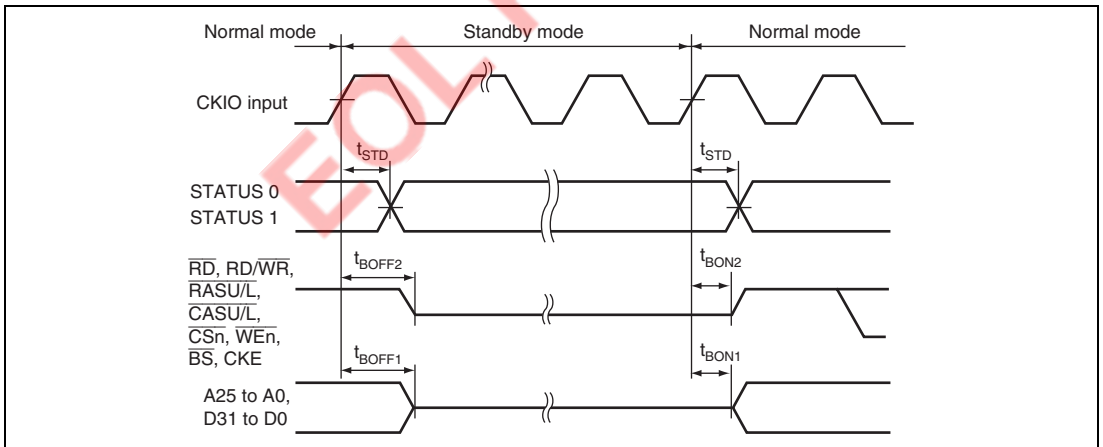 Normal mode Standby mode Normal mode
CKIO input
tSTD tSTD
STATUS 0
STATUS 1
tBOFF2 tBON2
RD, RD/WR,
RASU/L,
CASU/L,
CSn, WEn,
BS, CKE
tBOFF1 tBON1
A25 to A0,
D31 to D0
EOL